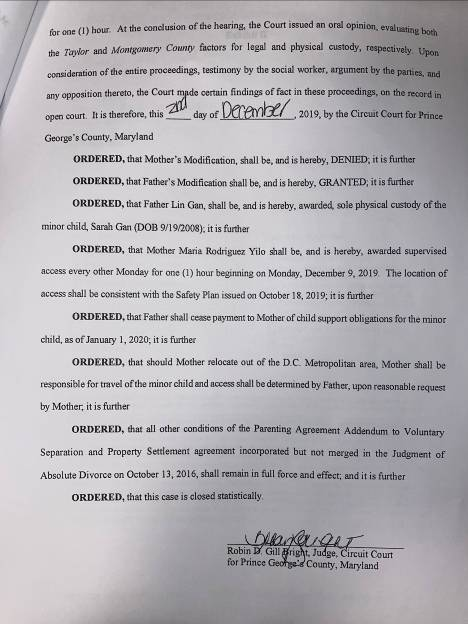 for one (1) hour. At the conclusion of the hearing, the Court issued an oral opinion, evaluating both
the Taylor and Montgomery County factors for legal and physical custody, respectively. Upon
consideration of the entire proceedings, testimony by the social worker, argument by the parties, and
any opposition thereto, the Court made certain findings of fact in these proceedings, on the record in
open court. It is therefore, this 2nd day of December, 2019, by the Circuit Court for Prince
George's County, Maryland
ORDERED, that Mother's Modification, shall be, and is hereby, DENIED; it is further
ORDERED, that Father's Modification shall be, and is hereby, GRANTED; it is further
ORDERED, that Father Lin Gan, shall be, and is hereby, awarded, sole physical custody of the
minor child, Sarah Gan (DOB 9/19/2008); it is further
ORDERED, that Mother Maria Rodriguez Yilo shall be, and is hereby, awarded supervised
access every other Monday for one (1) hour beginning on Monday, December 9, 2019. The location of
access shall be consistent with the Safety Plan issued on October 18, 2019; it is further
ORDERED, that Father shall cease payment to Mother of child support obligations for the minor
child, as of January 1, 2020; it is further
ORDERED, that should Mother relocate out of the D.C. Metropolitan area, Mother shall be
responsible for travel of the minor child and access shall be determined by Father, upon reasonable request
by Mother; it is further
ORDERED, that all other conditions of the Parenting Agreement Addendum to Voluntary
Separation and Property Settlement agreement incorporated but not merged in the Judgment of
Absolute Divorce on October 13, 2016, shall remain in full force and effect; and it is further
ORDERED, that this case is closed statistically.
Robin D. Gill Bright, Judge, Circuit Court
for Prince George's County, Maryland